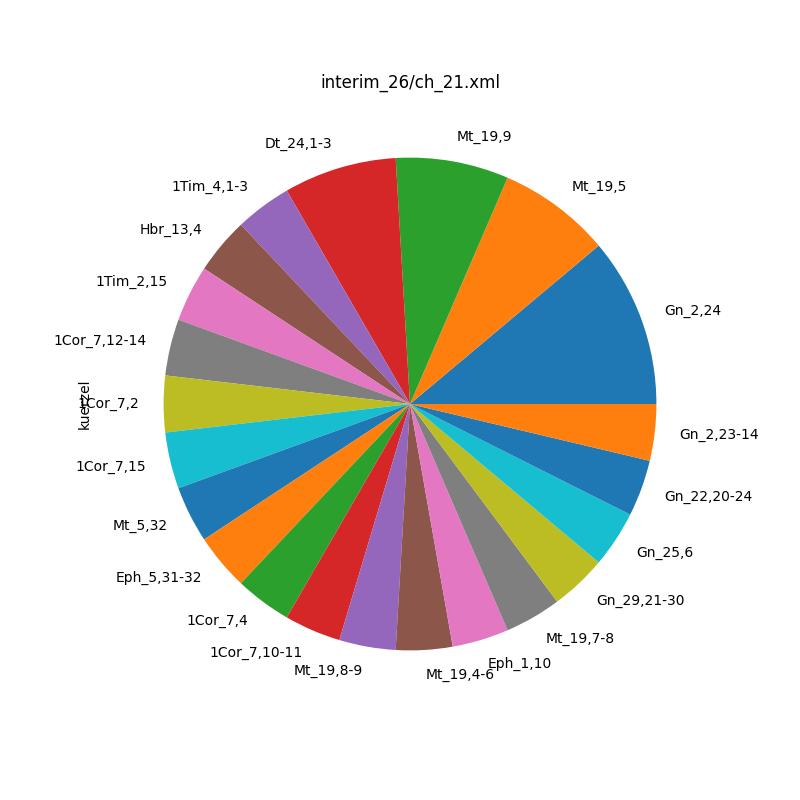 interim_26/ch_21.xml
Mt_19,9
Dt_24,1-3
Mt_19,5
1Tim_4,1-3
Hbr_13,4
1Tim_2,15
Gn_2,24
1Cor_7,12-14
kuerzel
1Cor_7,2
Gn_2,23-14
1Cor_7,15
Gn_22,20-24
Mt_5,32
Gn_25,6
Eph_5,31-32
Gn_29,21-30
1Cor_7,4
Mt_19,7-8
1Cor_7,10-11
Eph_1,10
Mt_19,8-9
Mt_19,4-6